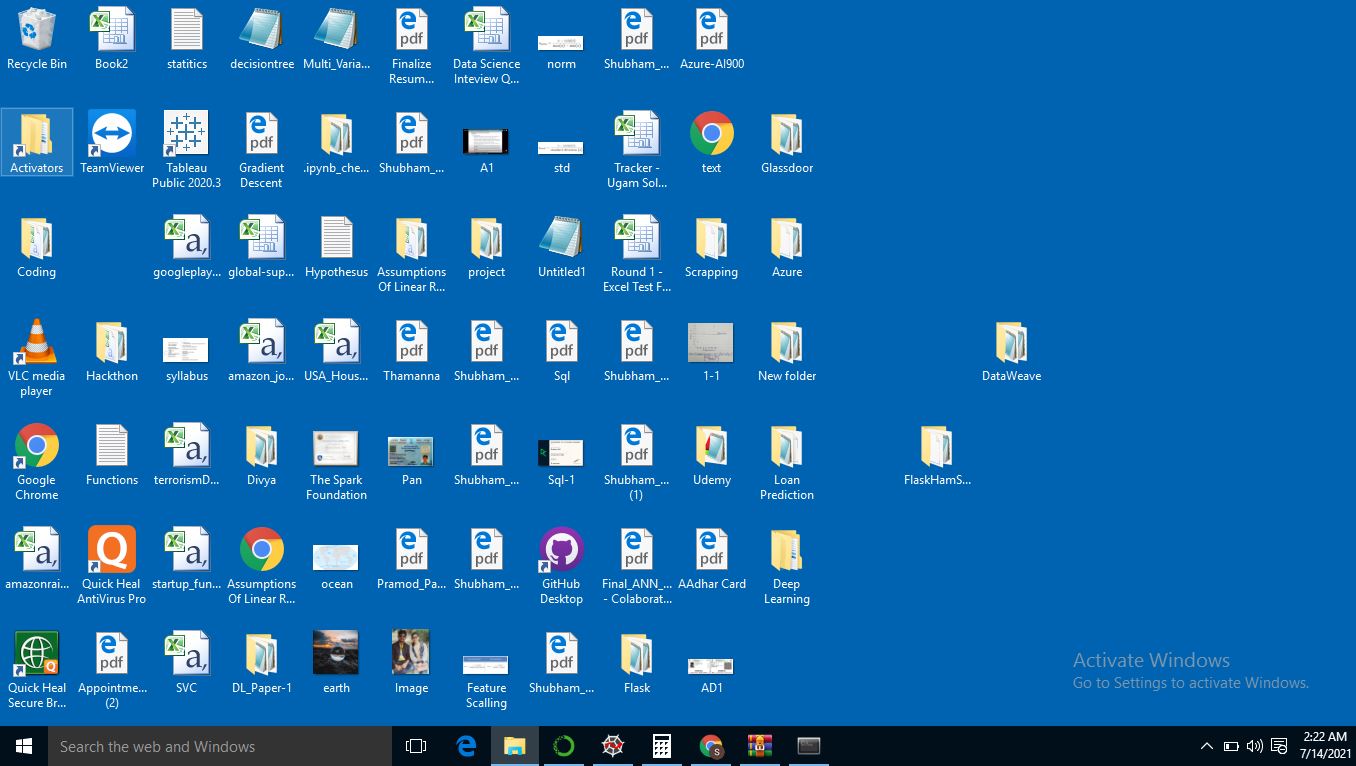 Recycle Bin
Book2
statitics
decisiontree
Multi_Varia...
Finalize
Resum...
Data Science
Inteview Q...
norm
Shubham_...
Azure-AI900
Activators
TeamViewer
Tableau
Public 2020.3
Gradient
Descent
.ipynb_che...
Shubham_...
A1
std
Tracker -
Ugam Sol...
text
Glassdoor
Coding
googleplay...
global-sup...
Hypothesus
Assumptions
Of Linear R...
project
Untitled1
Round 1 -
Excel Test F...
Scrapping
Azure
VLC media
player
Hackthon
syllabus
amazon_jo...
USA_Hous...
Thamanna
Shubham_...
Sql
Shubham_...
1-1
New folder
DataWeave
Google
Chrome
Functions
terrorismD...
Divya
The Spark
Foundation
Pan
Shubham_...
Sql-1
Shubham_...
(1)
Udemy
Loan
Prediction
FlaskHamS...
amazonrai...
Quick Heal
AntiVirus Pro
startup_fun...
Assumptions
Of Linear R...
ocean
Pramod_Pa...
Shubham_...
GitHub
Desktop
Final_ANN_...
- Colaborat...
AAdhar Card
Deep
Learning
Quick Heal
Secure Br...
Appointme...
(2)
SVC
DL_Paper-1
earth
Image
Feature
Scalling
Shubham_...
Flask
AD1
Activate Windows
Go to Settings to activate Windows.
Search the web and Windows
2:22 AM
7/14/2021